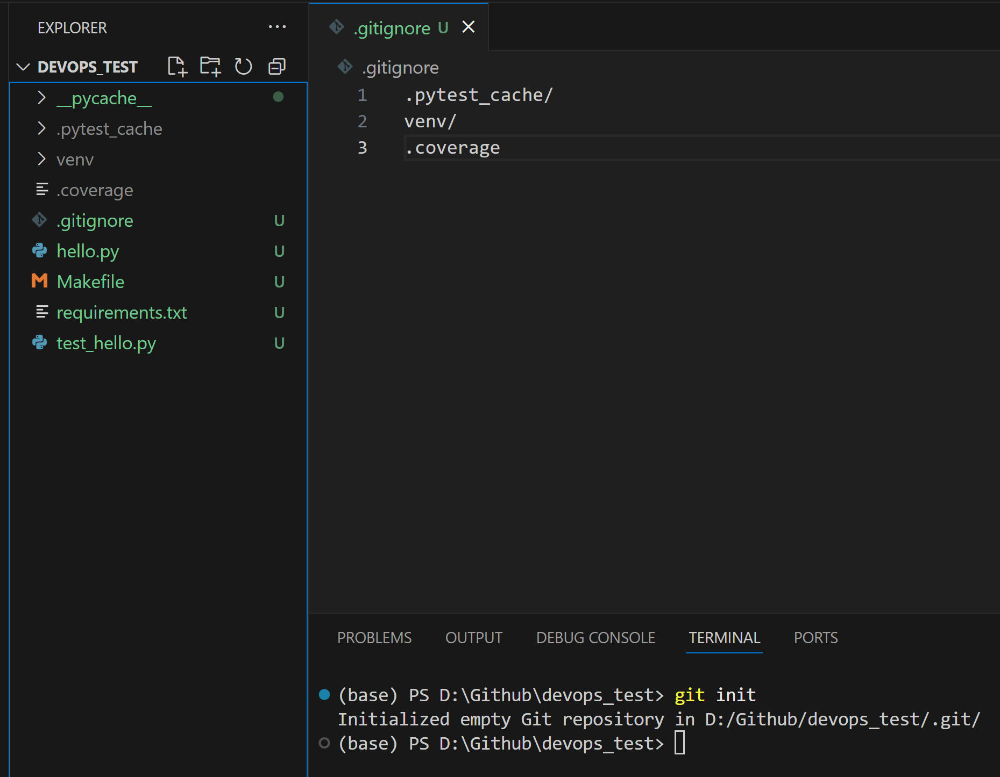 EXPLORER
DEVOPS_TEST
__pycache__
.pytest_cache
venv
.coverage
.gitignore U
hello.py U
Makefile U
requirements.txt U
test_hello.py U
.gitignore U
.gitignore
1 .pytest_cache/
2 venv/
3 .coverage
PROBLEMS OUTPUT DEBUG CONSOLE TERMINAL PORTS
(base) PS D:\Github\devops_test> git init
Initialized empty Git repository in D:/Github/devops_test/.git/
(base) PS D:\Github\devops_test>